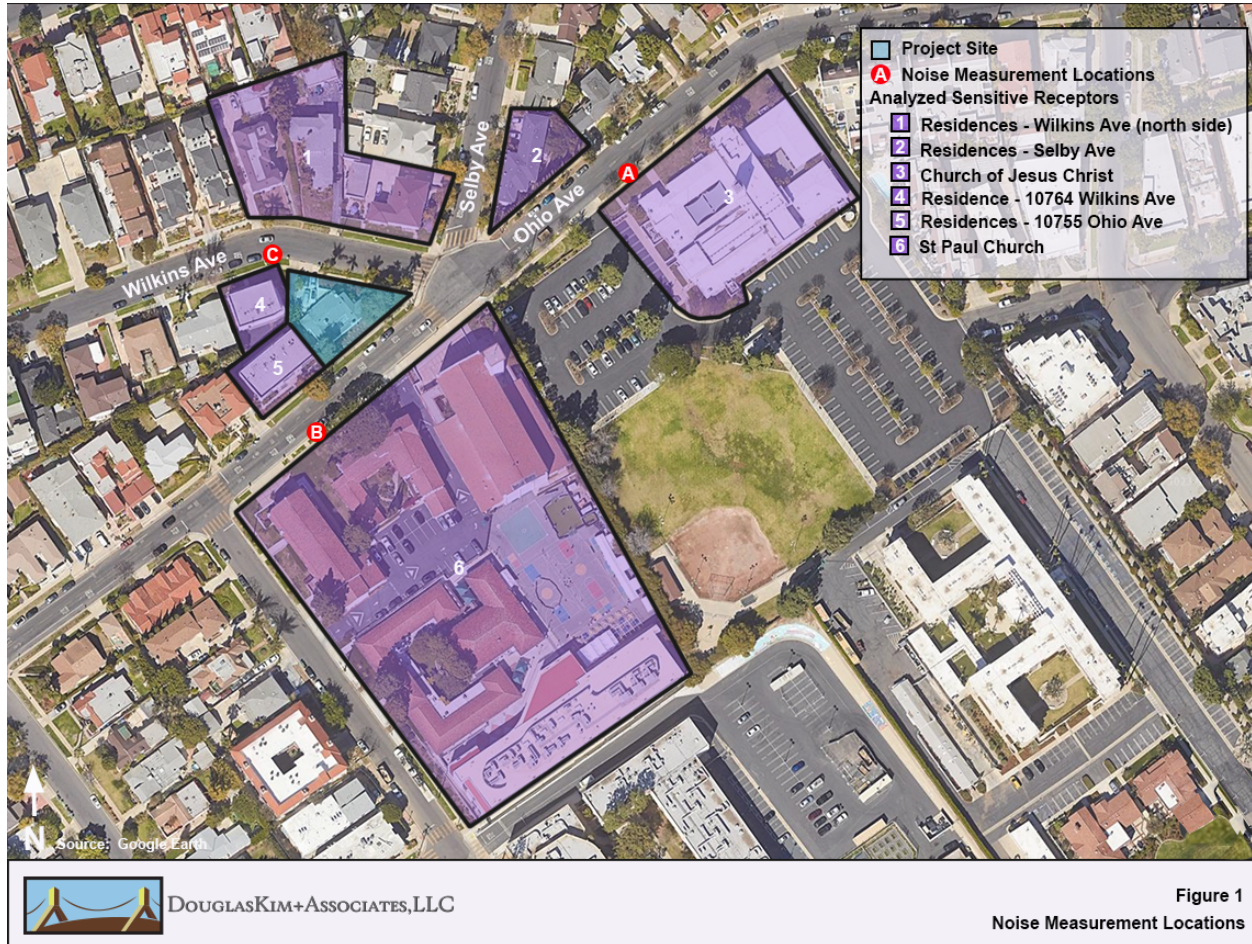 Project Site
A Noise Measurement Locations
Analyzed Sensitive Receptors
1 Residences - Wilkins Ave (north side)
2 Residences - Selby Ave
3 Church of Jesus Christ
4 Residence - 10764 Wilkins Ave
5 Residences - 10755 Ohio Ave
6 St Paul Church
1
2
Selby Ave
A
Ohio Ave
3
C
Wilkins Ave
4
5
B
6
N
Source: Google Earth
DOUGLASKIM+ASSOCIATES,LLC
Figure 1
Noise Measurement Locations